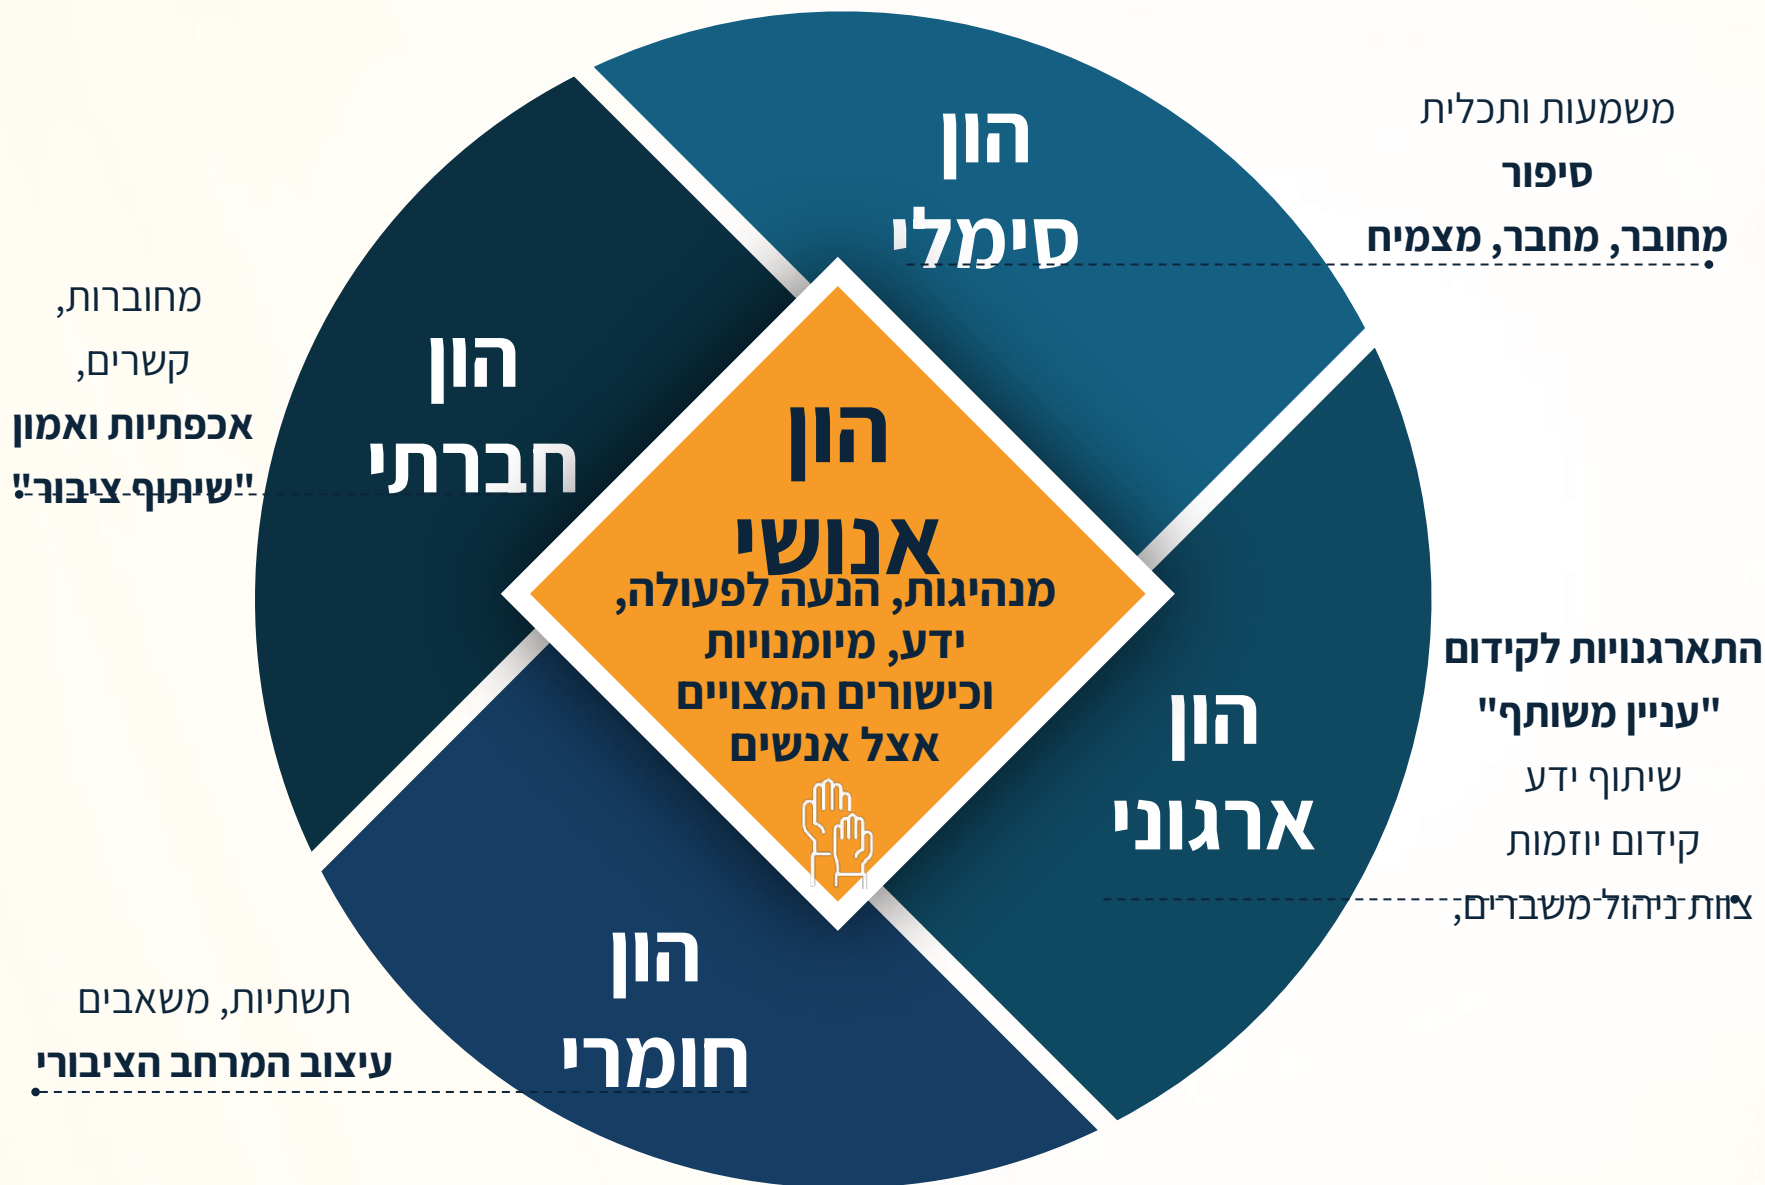 הון
סימלי
משמעות ותכלית
סיפור
מחובר, מחבר, מצמיח
הון
חברתי
מחוברות,
קשרים,
אכפתיות ואמון
"שיתוף ציבור"
הון
אנושי
מנהיגות, הנעה לפעולה,
ידע, מיומנויות
וכישורים המצויים
אצל אנשים
הון
ארגוני
התארגנויות לקידום
"עניין משותף"
שיתוף ידע
קידום יוזמות
צוות ניהול משברים,
הון
חומרי
תשתיות, משאבים
עיצוב המרחב הציבורי